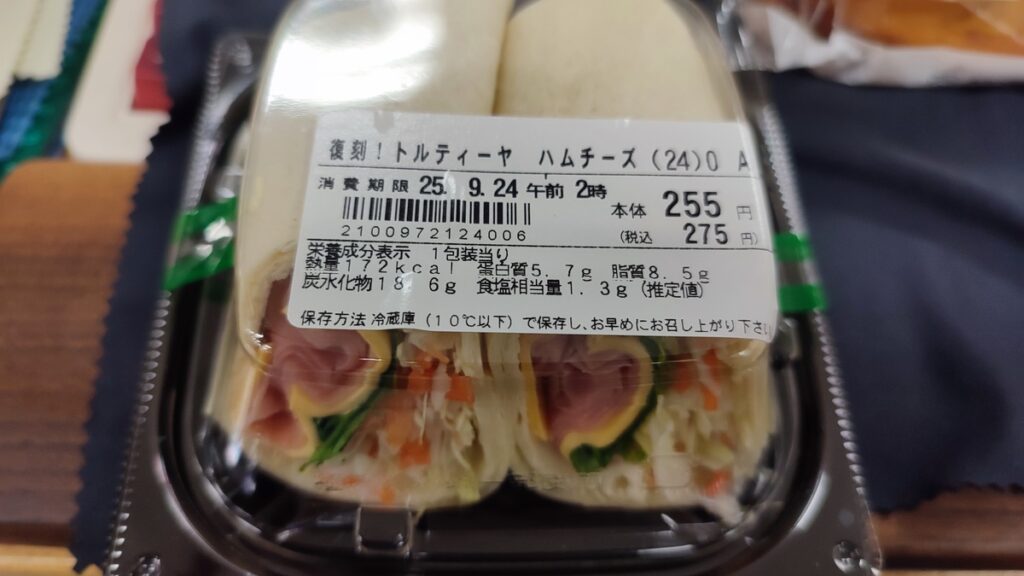 復刻!トルティーヤ ハムチーズ(24)0 A
消費期限 25. 9.24 午前 2時
本体 255 円
2100972124006
(税込 275 円)
栄養成分表示 1包装当り
熱量172kcal 蛋白質5.7g 脂質8.5g
炭水化物18.6g 食塩相当量1.3g(推定値)
保存方法 冷蔵庫(10℃以下)で保存し、お早めにお召し上がり下さい